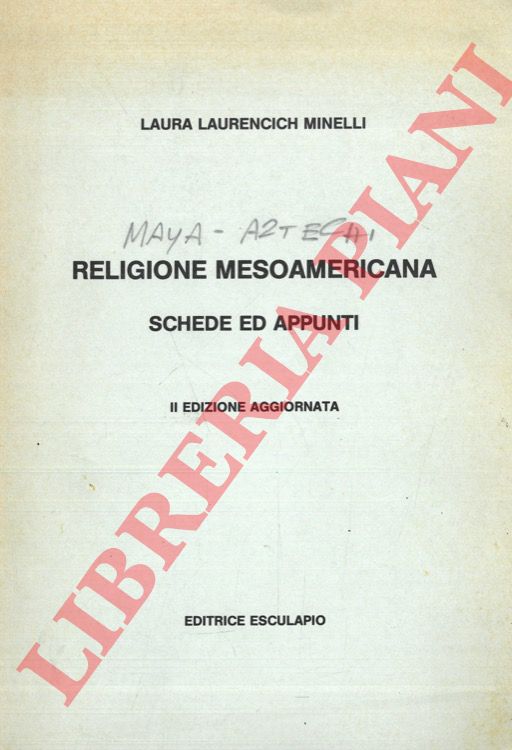 LAURA LAURENCICH MINELLI
MAYA - AZTECHI
RELIGIONE MESOAMERICANA
SCHEDE ED APPUNTI
II EDIZIONE AGGIORNATA
EDITRICE ESCULAPIO
LIBRERIA PIANI